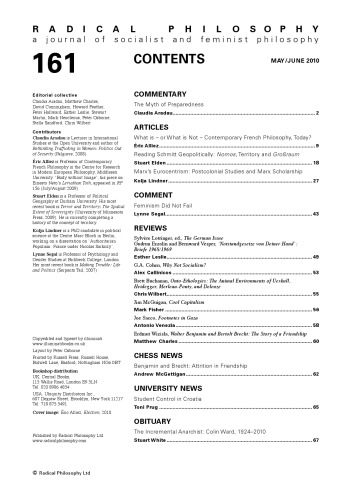 RADICAL PHILOSOPHY
a journal of socialist and feminist philosophy
161
CONTENTS
MAY/JUNE 2010
Editorial collective
Claudia Aradau, Matthew Charles,
David Cunningham, Howard Feather,
Peter Hallward, Esther Leslie, Stewart
Martin, Mark Neocleous, Peter Osborne,
Stella Sandford, Chris Wilbert
Contributors
Claudia Aradau is Lecturer in International
Studies at the Open University and author of
Rethinking Trafficking in Women: Politics Out
of Security (Palgrave, 2008).
Éric Alliez is Professor of Contemporary
French Philosophy at the Centre for Research
in Modern European Philosophy, Middlesex
University. 'Body without Image', his piece on
Ernesto Neto's Leviathan Toth, appeared in RP
156 (July/August 2009).
Stuart Elden is a Professor of Political
Geography at Durham University. His most
recent book is Terror and Territory: The Spatial
Extent of Sovereignty (University of Minnesota
Press, 2009). He is currently completing a
history of the concept of territory.
Kolja Lindner is a PhD candidate in political
science at the Centre Marc Bloch in Berlin,
working on a dissertation on
Lynne Segal is Professor of Psychology and
Gender Studies at Birkbeck College, London.
Her most recent book is Making Trouble: Life
and Politics (Serpents Tail, 2007).
Copyedited and typeset by illuminati
www.illuminatibooks.co.uk
Layout by Peter Osborne
Printed by Russell Press, Russell House,
Bulwell Lane, Basford, Nottingham NG6 0BT
Bookshop distribution
UK: Central Books,
115 Wallis Road, London E9 5LN
Tel: 020 8986 4854
USA: Ubiquity Distributors Inc.,
607 Degraw Street, Brooklyn, New York 11217
Tel: 718 875 5491
Cover image: Éric Alliez, Election, 2010
Published by Radical Philosophy Ltd.
www.radicalphilosophy.com
© Radical Philosophy Ltd
COMMENTARY
The Myth of Preparedness
Claudia Aradau 2
ARTICLES
What is – or What is Not – Contemporary French Philosophy, Today?
Éric Alliez 9
Reading Schmitt Geopolitically: Nomos, Territory and Großraum
Stuart Elden 18
Marx's Eurocentrism: Postcolonial Studies and Marx Scholarship
Kolja Lindner 27
COMMENT
Feminism Did Not Fail
Lynne Segal 43
REVIEWS
Sylvère Lotringer, ed., The German Issue
Gudrun Ensslin and Bernward Vesper, 'Notstandsgesetze von Deiner Hand':
Briefe 1968/1969
Esther Leslie 49
G.A. Cohen, Why Not Socialism?
Alex Callinicos 53
Brett Buchanan, Onto-Ethologies: The Animal Environments of Uexküll,
Heidegger, Merleau-Ponty, and Deleuze
Chris Wilbert 55
Jim McGuigan, Cool Capitalism
Mark Fisher 56
Joe Sacco, Footnotes in Gaza
Antonio Venezia 58
Erdmut Wizisla, Walter Benjamin and Bertolt Brecht: The Story of a Friendship
Matthew Charles 60
CHESS NEWS
Benjamin and Brecht: Attrition in Friendship
Andrew McGettigan 62
UNIVERSITY NEWS
Student Control in Croatia
Toni Prug 65
OBITUARY
The Incremental Anarchist: Colin Ward, 1924–2010
Stuart White 67